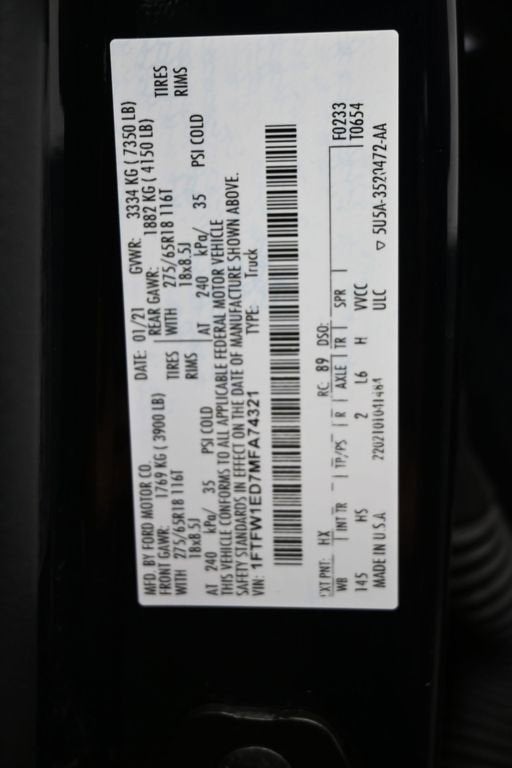 MFD. BY FORD MOTOR CO. DATE: 01/21 GVWR: 3334 KG ( 7350 LB)
FRONT GAWR: 1769 KG ( 3900 LB) REAR GAWR: 1882 KG ( 4150 LB)
WITH 275/65R18 116T TIRES WITH 275/65R18 116T TIRES
18x8.5J RIMS 18x8.5J RIMS
AT 240 kPa/ 35 PSI COLD AT 240 kPa/ 35 PSI COLD
THIS VEHICLE CONFORMS TO ALL APPLICABLE FEDERAL MOTOR VEHICLE
SAFETY STANDARDS IN EFFECT ON THE DATE OF MANUFACTURE SHOWN ABOVE.
VIN: 1FTFW1ED7MFA74321 TYPE: Truck
EXT PNT: HX RC: 89 DSO: F0233
WB INT TR TP/PS R AXLE TR SPR T0654
145 HS 2 L6 H VVCC
MADE IN U.S.A. 2202101041464 ULC ▽ 5U5A-3520472-AA